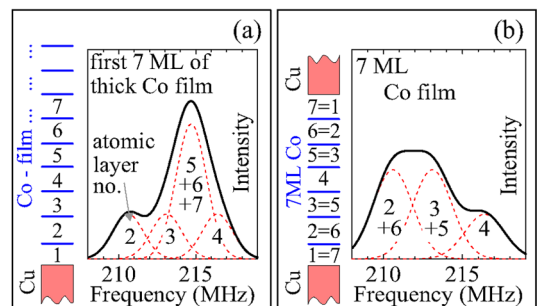 (a)
first 7 ML of
thick Co film
...
...
...
7
6
5
4
3
2
1
Co - film
Cu
atomic
layer
no.
2
3
5
+6
+7
4
Intensity
210 215
Frequency (MHz)
(b)
7 ML
Co film
Cu
7=1
6=2
5=3
4
3=5
2=6
1=7
7ML Co
Cu
2
+6
3
+5
4
Intensity
210 215
Frequency (MHz)